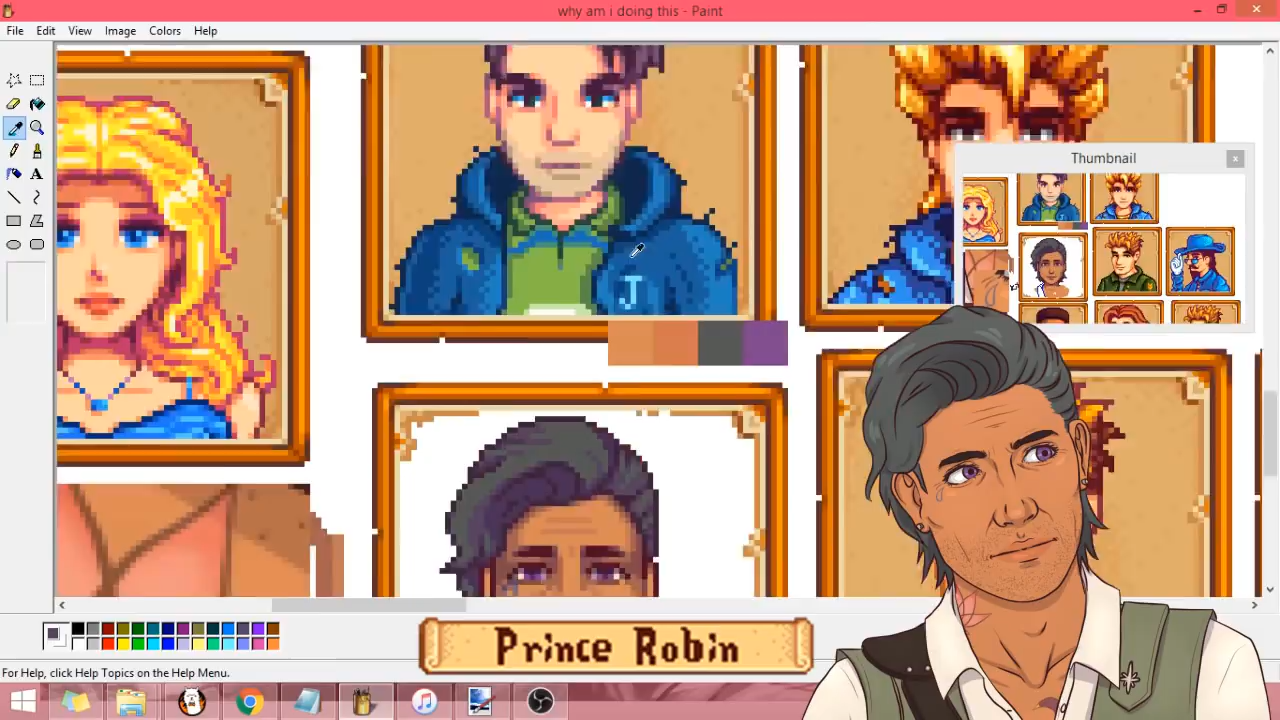 why am i doing this - Paint
File Edit View Image Colors Help
Thumbnail
J
A
Prince Robin
For Help, click Help Topics on the Help Menu.